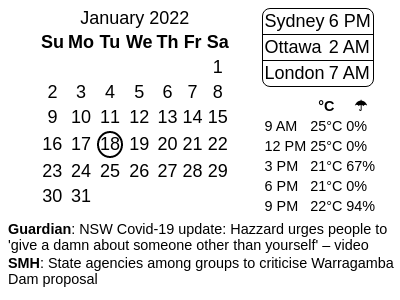 January 2022
Su Mo Tu We Th Fr Sa
1
2 3 4 5 6 7 8
9 10 11 12 13 14 15
16 17 18 19 20 21 22
23 24 25 26 27 28 29
30 31
Sydney 6 PM
Ottawa 2 AM
London 7 AM
°C ☂
9 AM 25°C 0%
12 PM 25°C 0%
3 PM 21°C 67%
6 PM 21°C 0%
9 PM 22°C 94%
Guardian: NSW Covid-19 update: Hazzard urges people to
'give a damn about someone other than yourself' – video
SMH: State agencies among groups to criticise Warragamba
Dam proposal